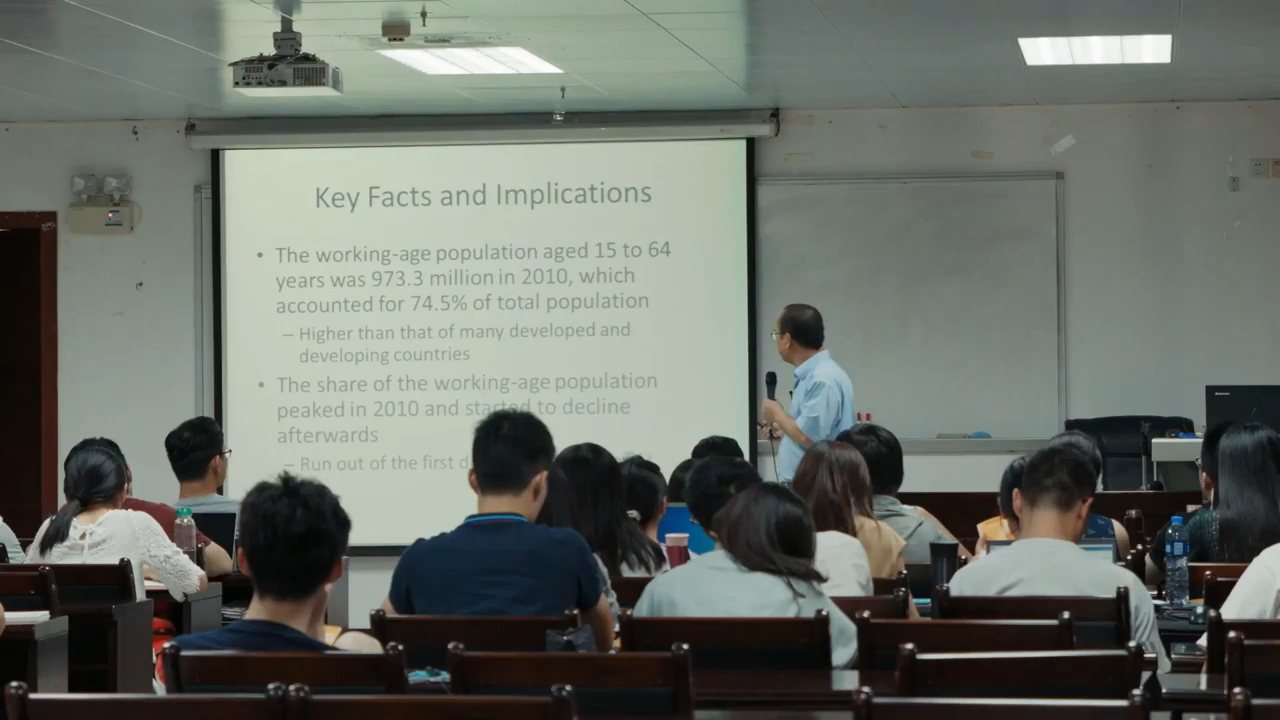 Key Facts and Implications
• The working-age population aged 15 to 64
years was 973.3 million in 2010, which
accounted for 74.5% of total population
– Higher than that of many developed and
developing countries
• The share of the working-age population
peaked in 2010 and started to decline
afterwards
– Run out of the first d